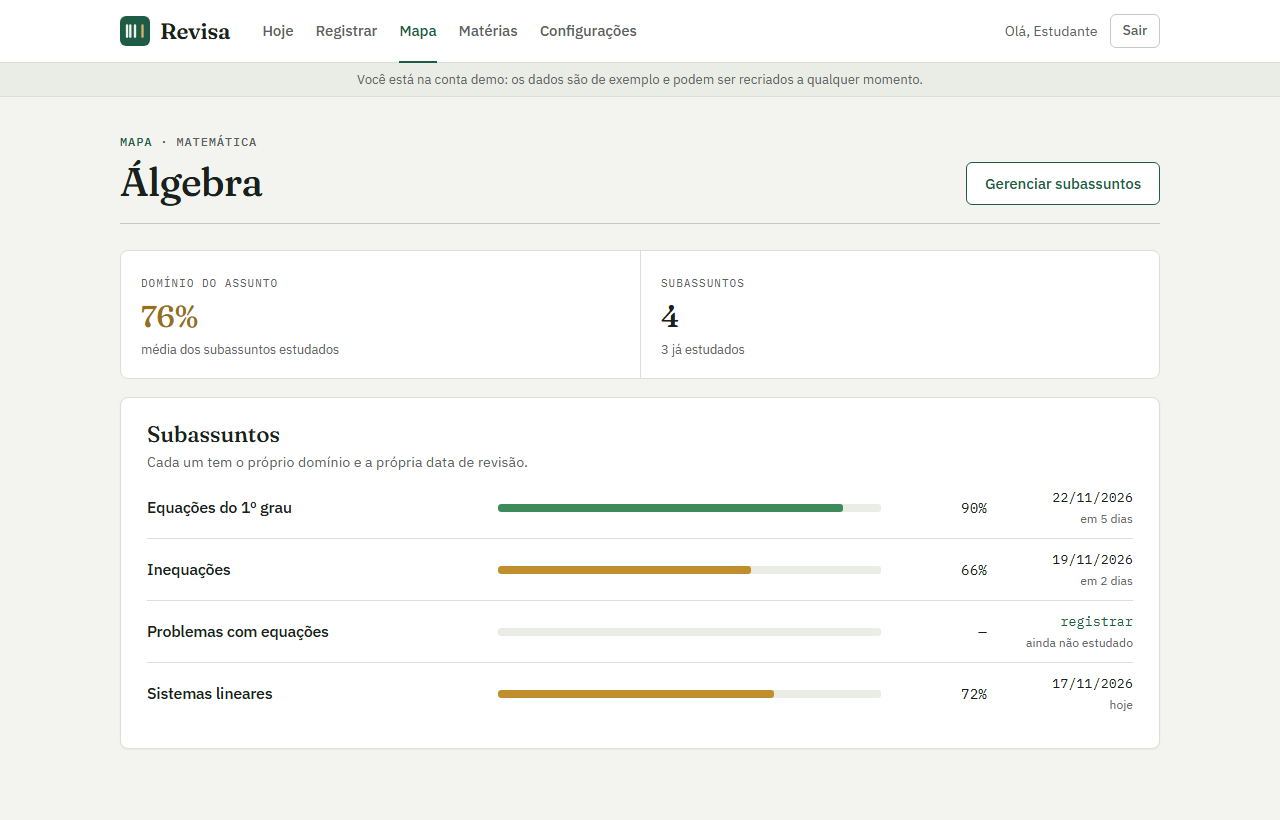 Revisa Hoje Registrar Mapa Matérias Configurações Olá, Estudante Sair
Você está na conta demo: os dados são de exemplo e podem ser recriados a qualquer momento.
MAPA · MATEMÁTICA
Álgebra
Gerenciar subassuntos
DOMÍNIO DO ASSUNTO
76%
média dos subassuntos estudados
SUBASSUNTOS
4
3 já estudados
Subassuntos
Cada um tem o próprio domínio e a própria data de revisão.
Equações do 1º grau 90% 22/11/2026
em 5 dias
Inequações 66% 19/11/2026
em 2 dias
Problemas com equações — registrar
ainda não estudado
Sistemas lineares 72% 17/11/2026
hoje